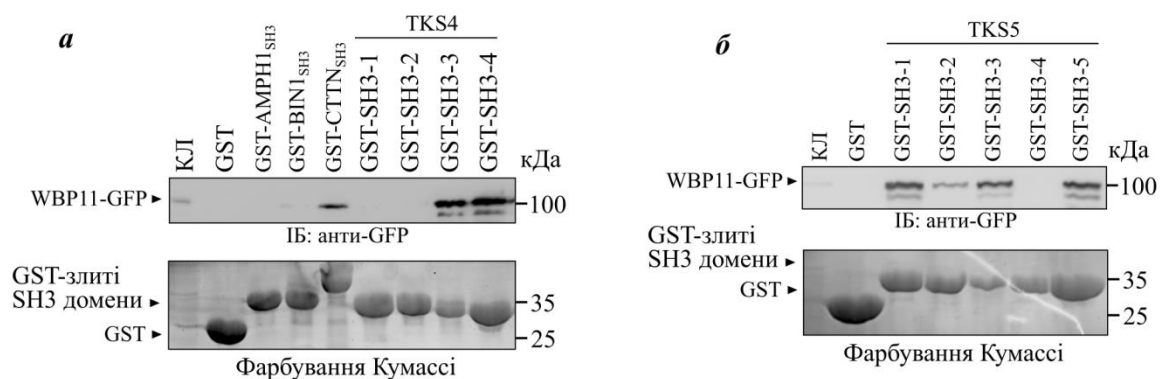 а
TKS4
КЛ
GST
GST-AMPH1SH3
GST-BIN1SH3
GST-CTTNSH3
GST-SH3-1
GST-SH3-2
GST-SH3-3
GST-SH3-4
кДа
WBP11-GFP
100
ІБ: анти-GFP
GST-злиті
SH3 домени
GST
35
25
Фарбування Кумассі
б
TKS5
КЛ
GST
GST-SH3-1
GST-SH3-2
GST-SH3-3
GST-SH3-4
GST-SH3-5
кДа
WBP11-GFP
100
ІБ: анти-GFP
GST-злиті
SH3 домени
GST
35
25
Фарбування Кумассі